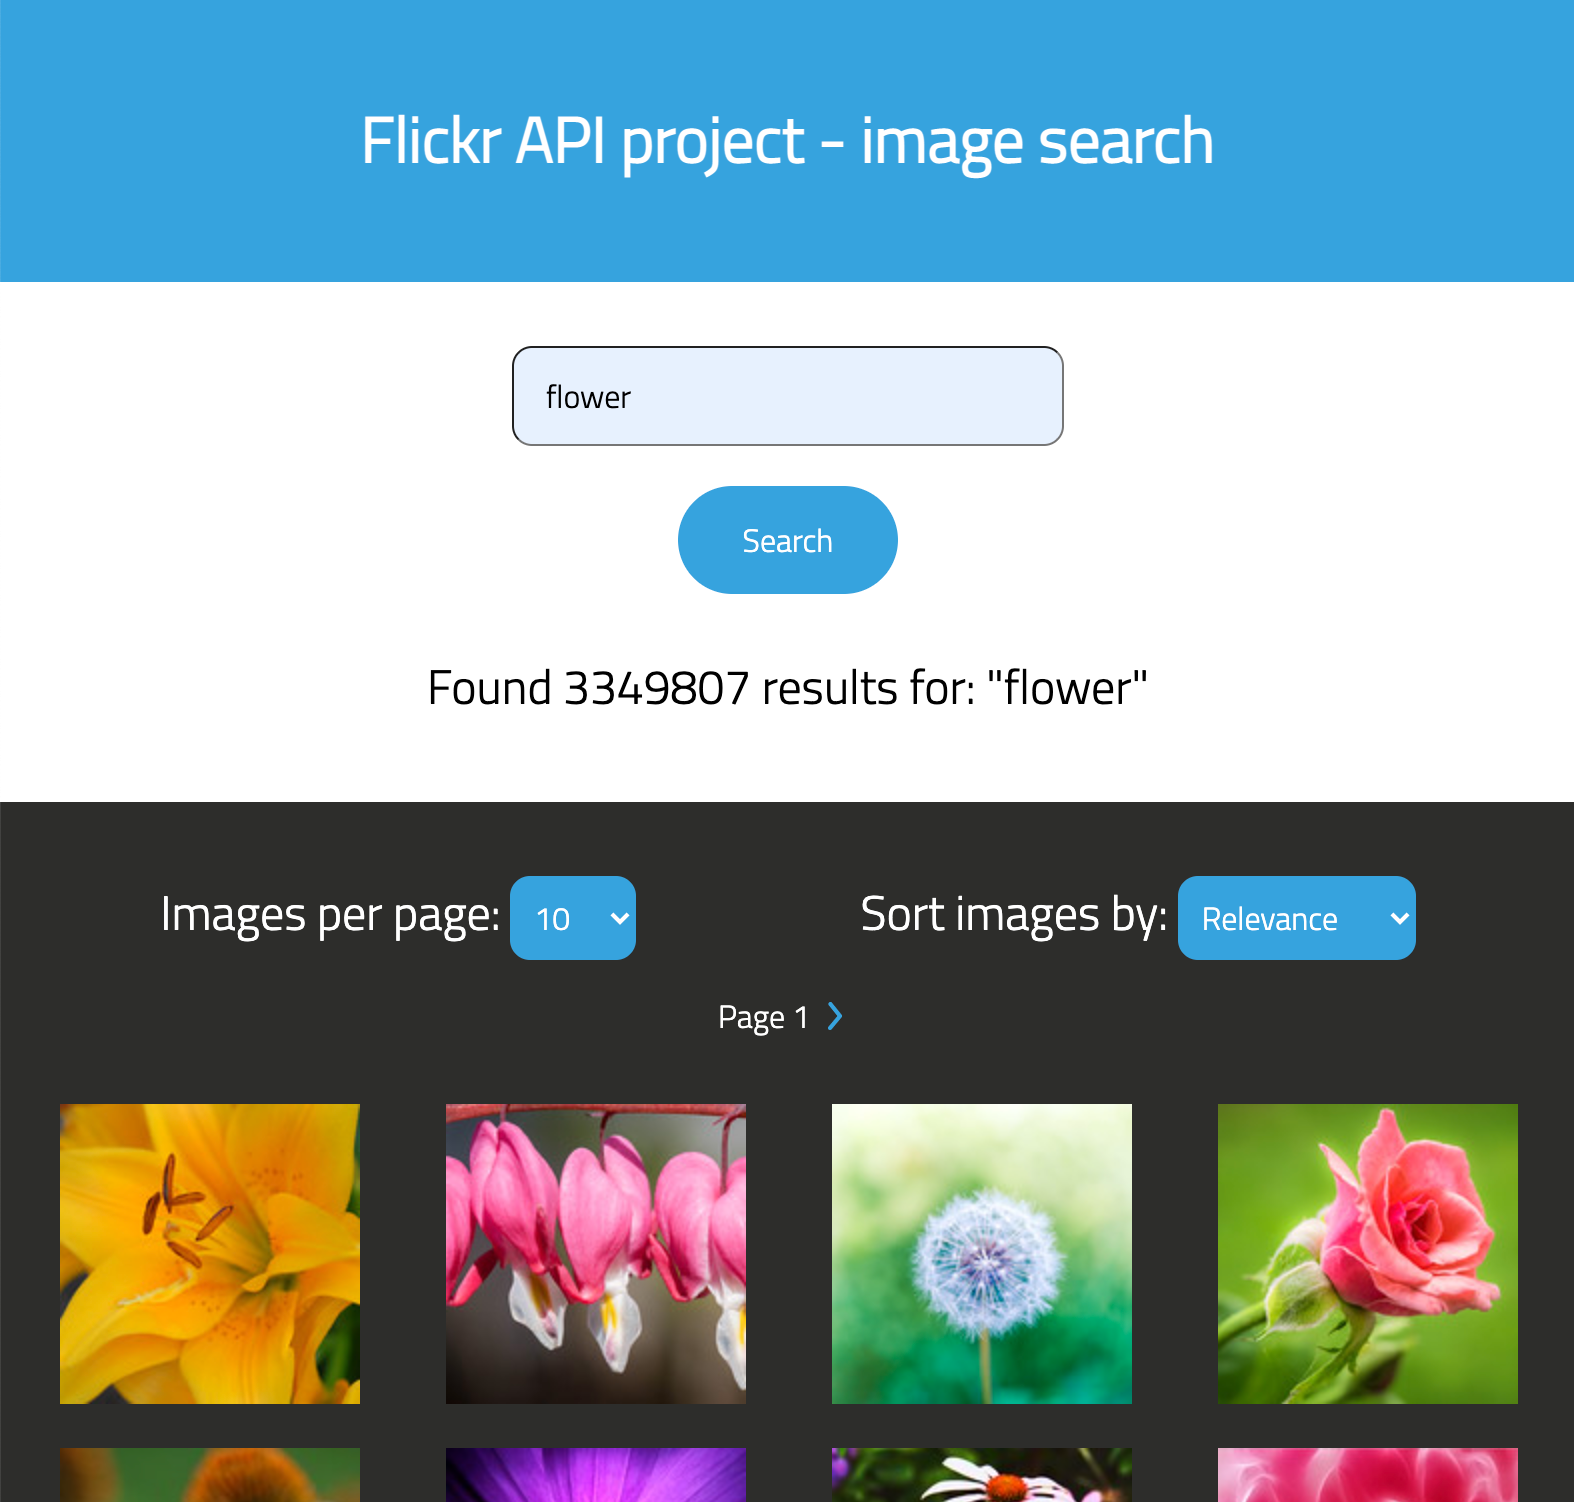 Flickr API project - image search
flower
Search
Found 3349807 results for: "flower"
Images per page: 10
Sort images by: Relevance
Page 1